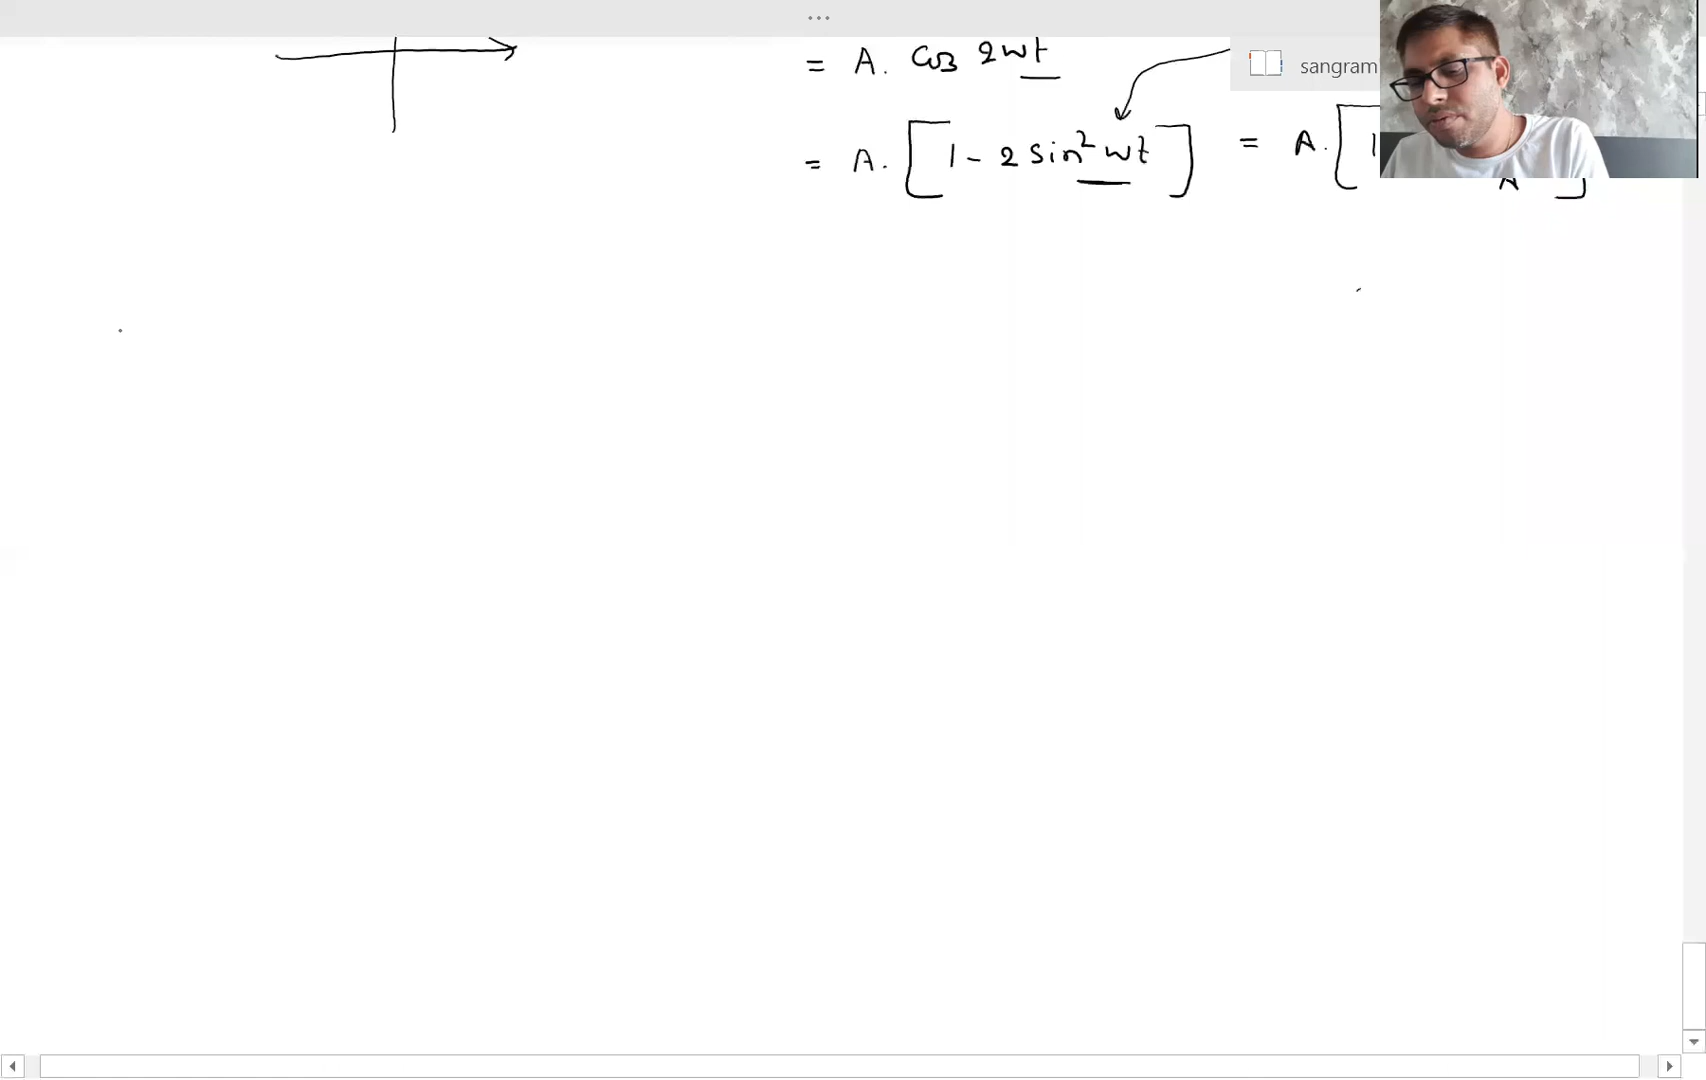 = A. Cos 2wt
sangram
= A. [ 1 - 2 Sin² wt ] = A. [ 1
A ]